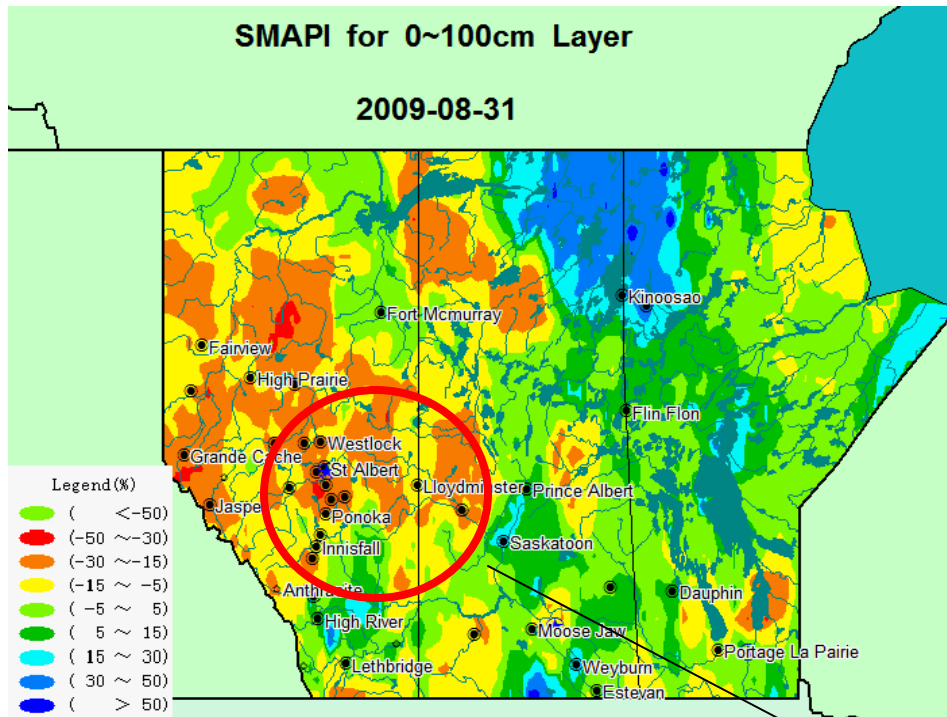 SMAPI for 0~100cm Layer
2009-08-31
Kinoosao
Fort Mcmurray
Fairview
High Prairie
Flin Flon
Westlock
Grande Cache
St Albert
Lloydminster
Prince Albert
Jaspe
Ponoka
Saskatoon
Innisfall
Anthracite
Dauphin
High River
Moose Jaw
Portage La Pairie
Lethbridge
Weyburn
Estevan
Legend(%)
( <-50)
(-50 ~-30)
(-30 ~-15)
(-15 ~ -5)
( -5 ~ 5)
( 5 ~ 15)
( 15 ~ 30)
( 30 ~ 50)
( > 50)